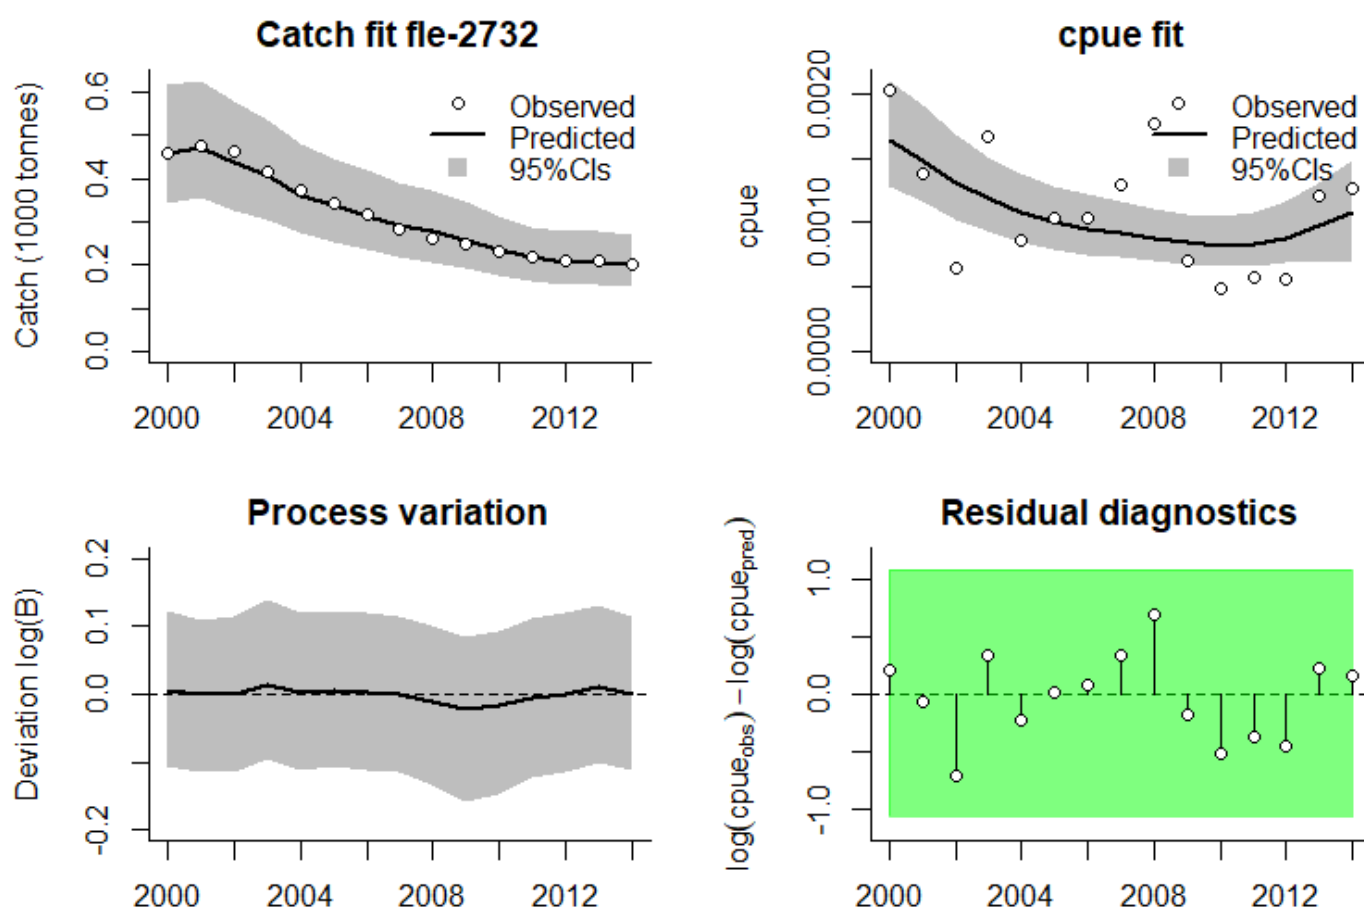 Catch fit fle-2732
Catch (1000 tonnes)
0.6
0.4
0.2
0.0
Observed
Predicted
95%CIs
2000 2004 2008 2012
cpue fit
cpue
0.0020
0.0010
0.0000
Observed
Predicted
95%CIs
2000 2004 2008 2012
Process variation
Deviation log(B)
0.2
0.1
0.0
-0.2
2000 2004 2008 2012
Residual diagnostics
log(cpue_obs) − log(cpue_pred)
1.0
0.0
-1.0
2000 2004 2008 2012